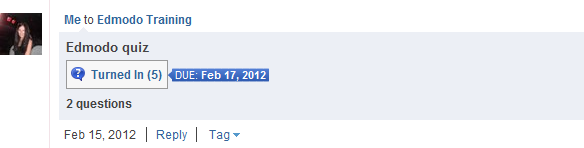 Me to Edmodo Training
Edmodo quiz
? Turned In (5) DUE: Feb 17, 2012
2 questions
Feb 15, 2012 | Reply | Tag